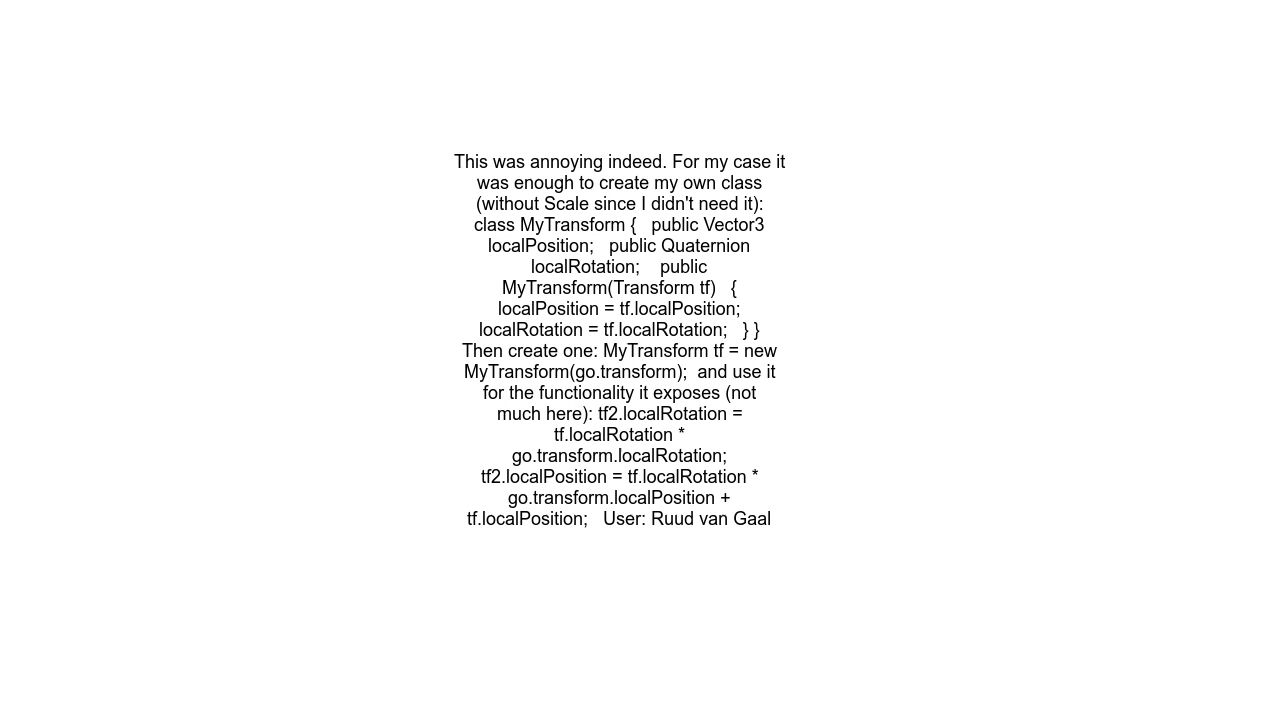 This was annoying indeed. For my case it
was enough to create my own class
(without Scale since I didn't need it):
class MyTransform {   public Vector3
localPosition;   public Quaternion
localRotation;    public
MyTransform(Transform tf)   {
localPosition = tf.localPosition;
localRotation = tf.localRotation;   } }
Then create one: MyTransform tf = new
MyTransform(go.transform);  and use it
for the functionality it exposes (not
much here): tf2.localRotation =
tf.localRotation *
go.transform.localRotation;
tf2.localPosition = tf.localRotation *
go.transform.localPosition +
tf.localPosition;   User: Ruud van Gaal